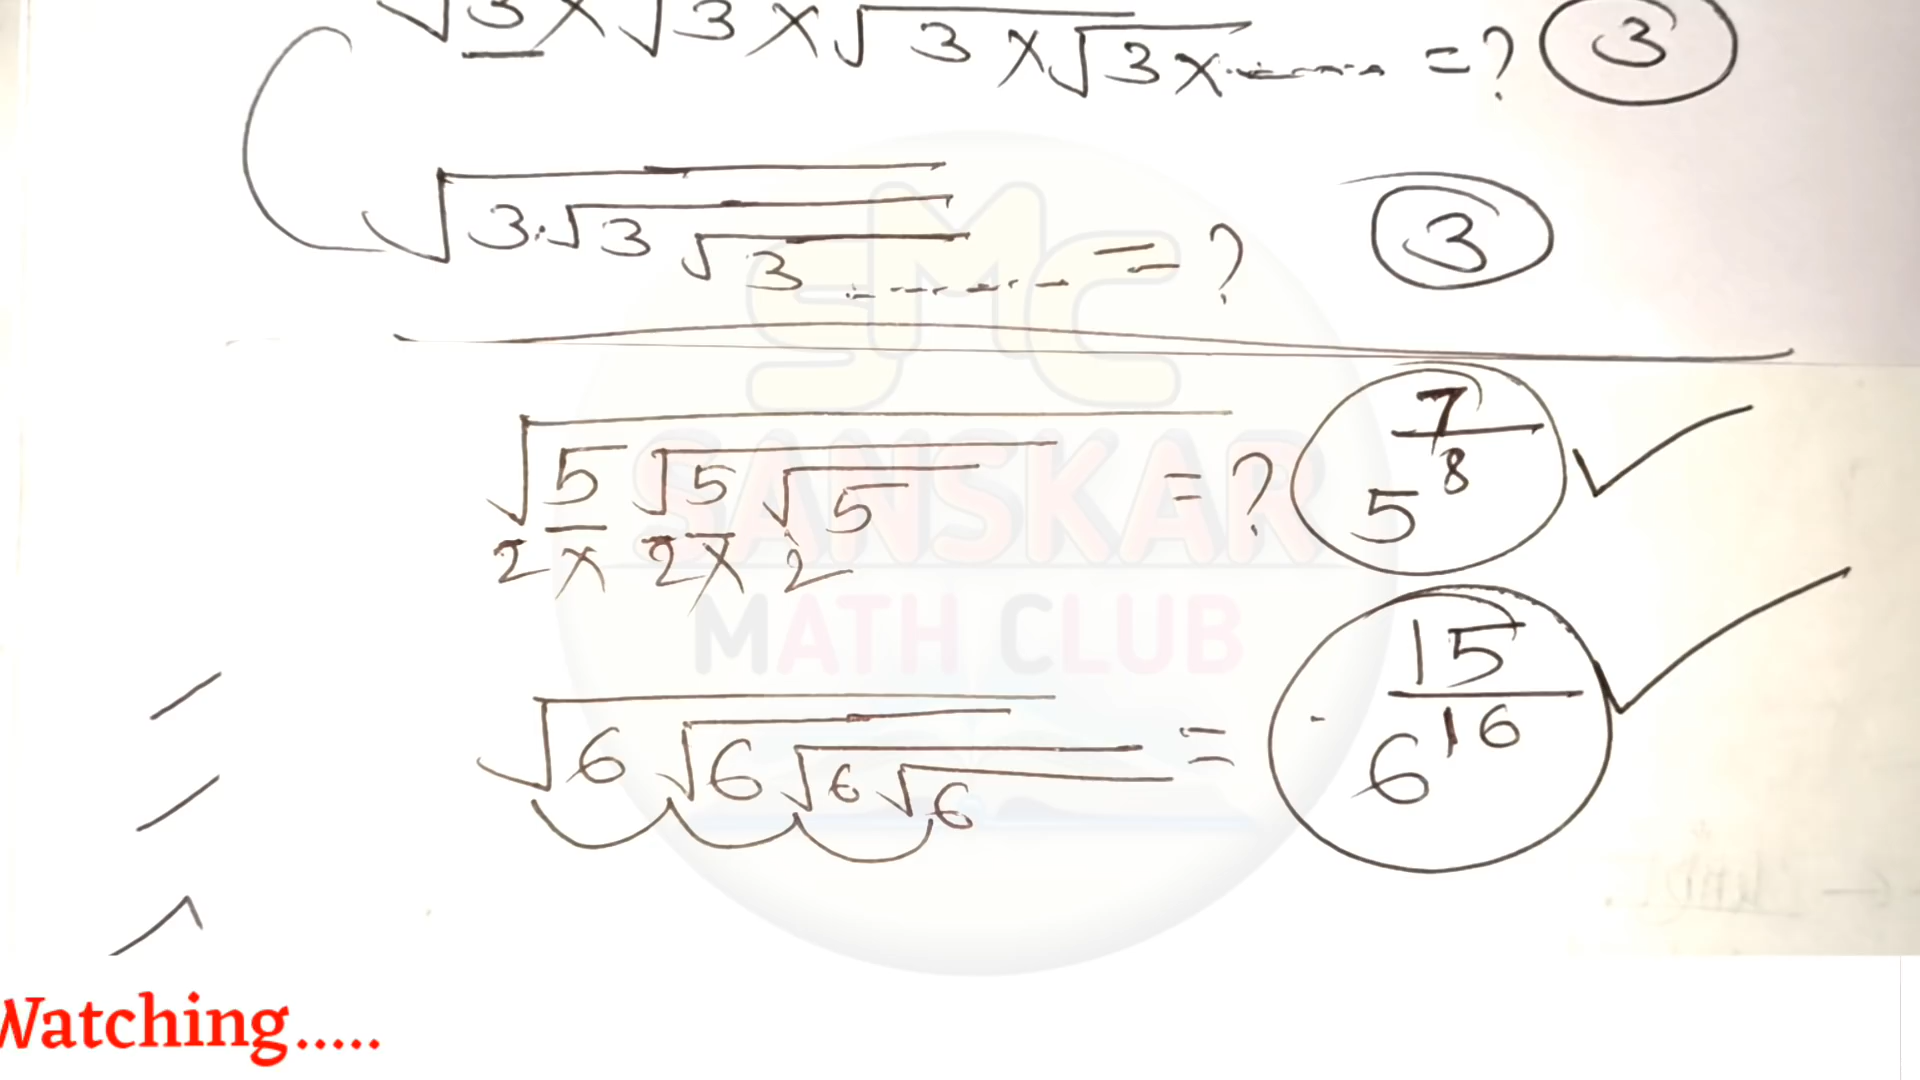 √3 × √3 × √3 × √3 × ------- = ? 3
√3.√3 √3 ------- = ? 3
√5 √5 √5 = ? 5^(7/8)
2 × 2 × 2
√6 √6 √6 √6 = 6^(15/16)
SMC
SANSKAR
MATH CLUB
Watching.....